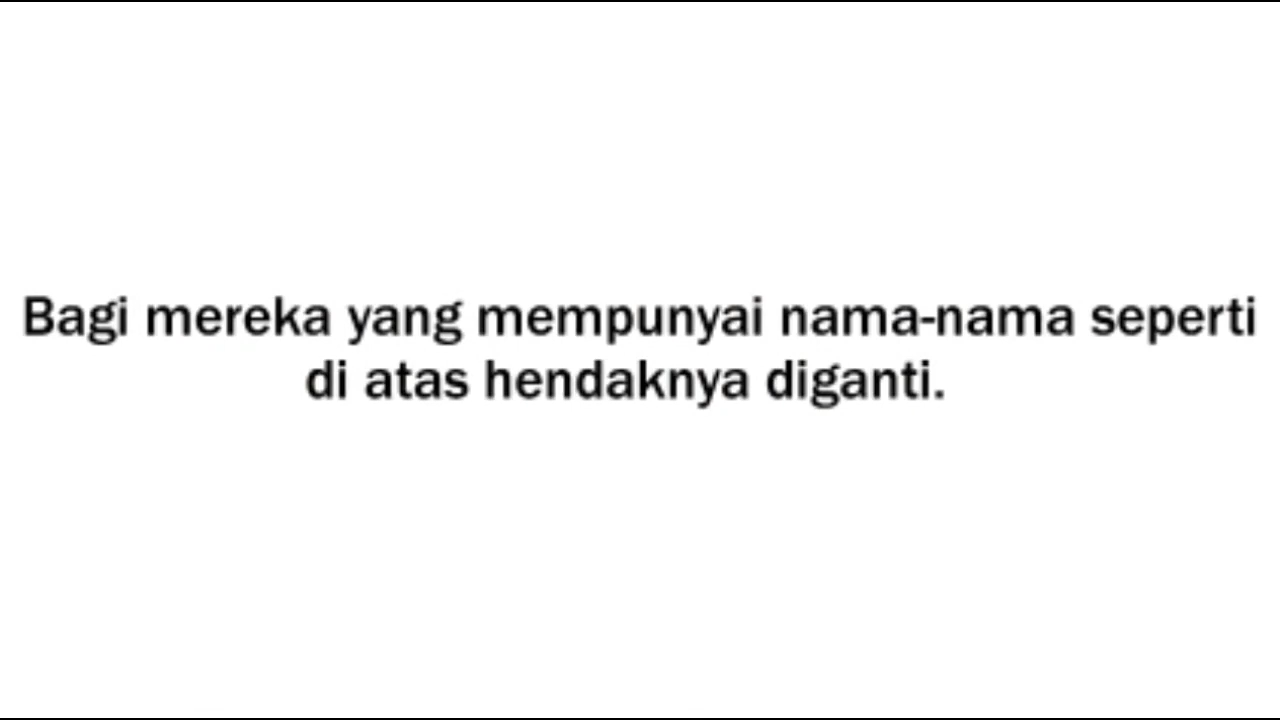 Bagi mereka yang mempunyai nama-nama seperti
di atas hendaknya diganti.